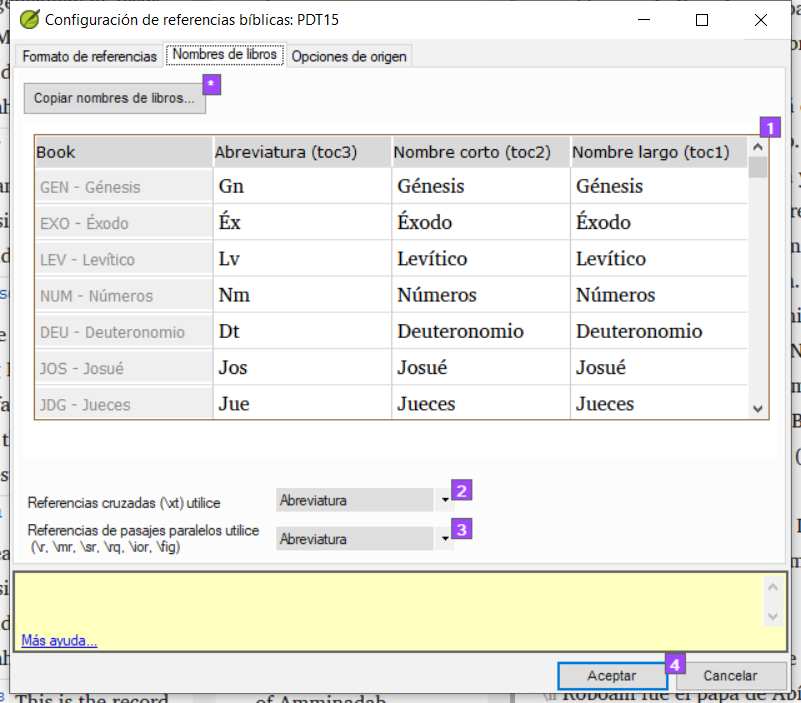 Configuración de referencias bíblicas: PDT15
Formato de referencias Nombres de libros Opciones de origen
*
Copiar nombres de libros...
1
Book Abreviatura (toc3) Nombre corto (toc2) Nombre largo (toc1)
GEN - Génesis Gn Génesis Génesis
EXO - Éxodo Éx Éxodo Éxodo
LEV - Levítico Lv Levítico Levítico
NUM - Números Nm Números Números
DEU - Deuteronomio Dt Deuteronomio Deuteronomio
JOS - Josué Jos Josué Josué
JDG - Jueces Jue Jueces Jueces
Referencias cruzadas (\xt) utilice Abreviatura 2
Referencias de pasajes paralelos utilice
(\r, \mr, \sr, \rq, \ior, \fig) Abreviatura 3
Más ayuda...
Aceptar 4 Cancelar
This is the record of Amminadab Roboam fue el papá de